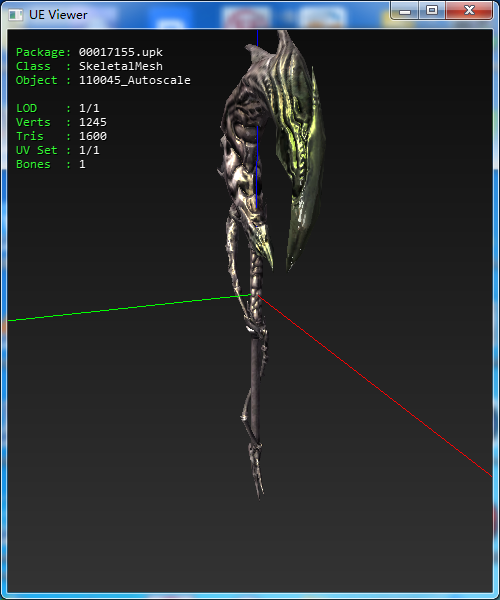 UE Viewer
Package: 00017155.upk
Class : SkeletalMesh
Object : 110045_Autoscale
LOD : 1/1
Verts : 1245
Tris : 1600
UV Set : 1/1
Bones : 1